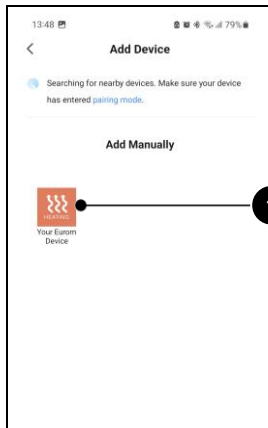 13:48
79%
Add Device
Searching for nearby devices. Make sure your device
has entered pairing mode.
Add Manually
HEATING
Your Eurom
Device